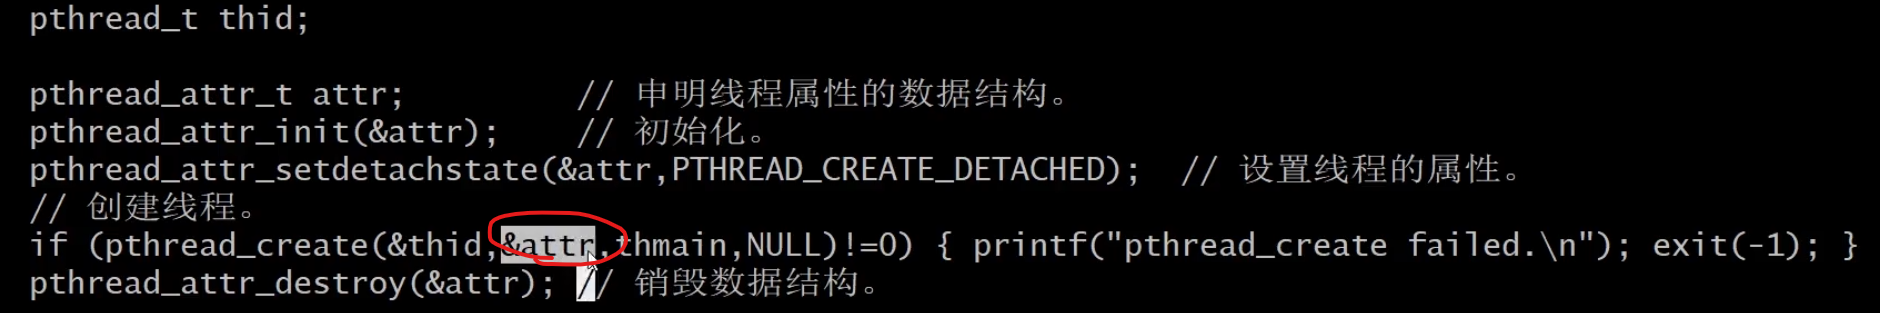 pthread_t thid;
pthread_attr_t attr;         // 申明线程属性的数据结构。
pthread_attr_init(&attr);    // 初始化。
pthread_attr_setdetachstate(&attr,PTHREAD_CREATE_DETACHED);  // 设置线程的属性。
// 创建线程。
if (pthread_create(&thid,&attr,thmain,NULL)!=0) { printf("pthread_create failed.\n"); exit(-1); }
pthread_attr_destroy(&attr); // 销毁数据结构。